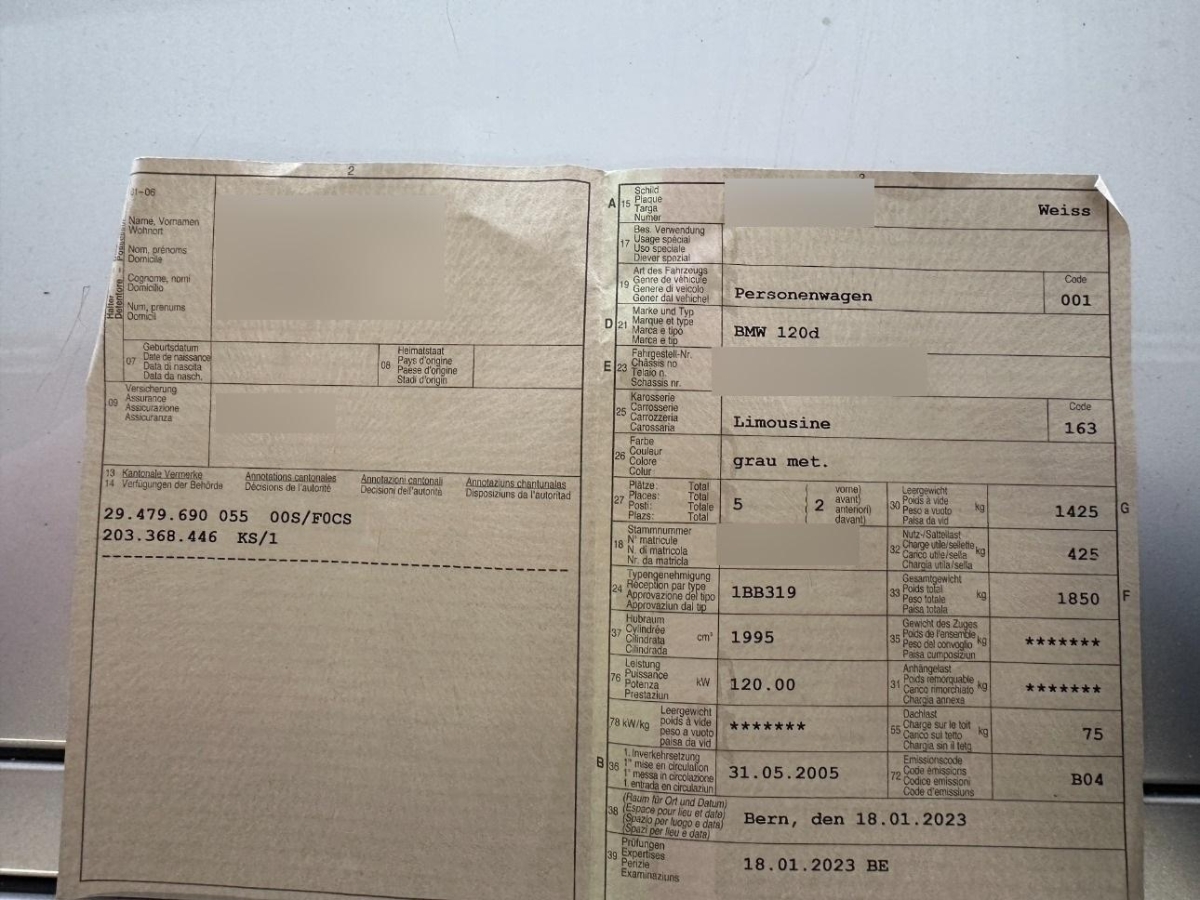 2
01-06
Name, Vornamen
Wohnort
Nom, prénoms
Domicile
Cognome, nomi
Domicilio
Num, prenums
Domicil
Halter
07
Geburtsdatum
Date de naissance
Data di nascita
Data da nasch.
08
Heimatstaat
Pays d'origine
Paese d'origine
Stadi d'origin
09
Versicherung
Assurance
Assicurazione
Assicuranza
13 Kantonale Vermerke Annotations cantonales Annotazioni cantonali Annotaziuns chantunalas
14 Verfügungen der Behörde Décisions de l'autorité Decisioni dell'autorità Disposiziuns da l'autoritad
29.479.690 055 00S/F0CS
203.368.446 KS/1
A 15
Schild
Plaque
Targa
Numer
Weiss
17
Bes. Verwendung
Usage spécial
Uso speciale
Diever spezial
19
Art des Fahrzeugs
Genre de véhicule
Genere di veicolo
Gener dal vehichel
Personenwagen
Code
001
D 21
Marke und Typ
Marque et type
Marca e tipo
Marca e tip
BMW 120d
E 23
Fahrgestell-Nr.
Châssis no
Telaio n.
Schassis nr.
25
Karosserie
Carrosserie
Carrozzeria
Carossaria
Limousine
Code
163
26
Farbe
Couleur
Colore
Colur
grau met.
27
Plätze: Total
Places: Total
Posti: Totale
Plazs: Total
5
2
vorne)
avant)
anteriori)
davant)
30
Leergewicht
Poids à vide
Peso a vuoto
Paisa da vid
kg
1425
G
18
Stammnummer
N° matricule
N. di matricola
Nr. da matricla
32
Nutz-/Sattellast
Charge utile/sellette
Carico utile/sella
Chargia utila/sella
kg
425
24
Typengenehmigung
Réception par type
Approvazione del tipo
Approvaziun dal tip
1BB319
33
Gesamtgewicht
Poids total
Peso totale
Paisa totala
kg
1850
F
37
Hubraum
Cylindrée
Cilindrata
Cilindrada
cm³
1995
35
Gewicht des Zuges
Poids de l'ensemble
Peso del convoglio
Paisa cumposiziun
kg
*******
76
Leistung
Puissance
Potenza
Prestaziun
kW
120.00
31
Anhängelast
Poids remorquable
Carico rimorchiato
Chargia annexa
kg
*******
78 kW/kg
Leergewicht
poids à vide
peso a vuoto
paisa da vid
*******
55
Dachlast
Charge sur le toit
Carico sul tetto
Chargia sin il tetg
kg
75
B 36
1. Inverkehrsetzung
1re mise en circulation
1a messa in circolazione
1. entrada en circulaziun
31.05.2005
72
Emissionscode
Code émissions
Codice emissioni
Code d'emissiuns
B04
38
(Raum für Ort und Datum)
(Espace pour lieu et date)
(Spazio per luogo e data)
(Spazi per lieu e data)
Bern, den 18.01.2023
39
Prüfungen
Expertises
Perizie
Examinaziuns
18.01.2023 BE